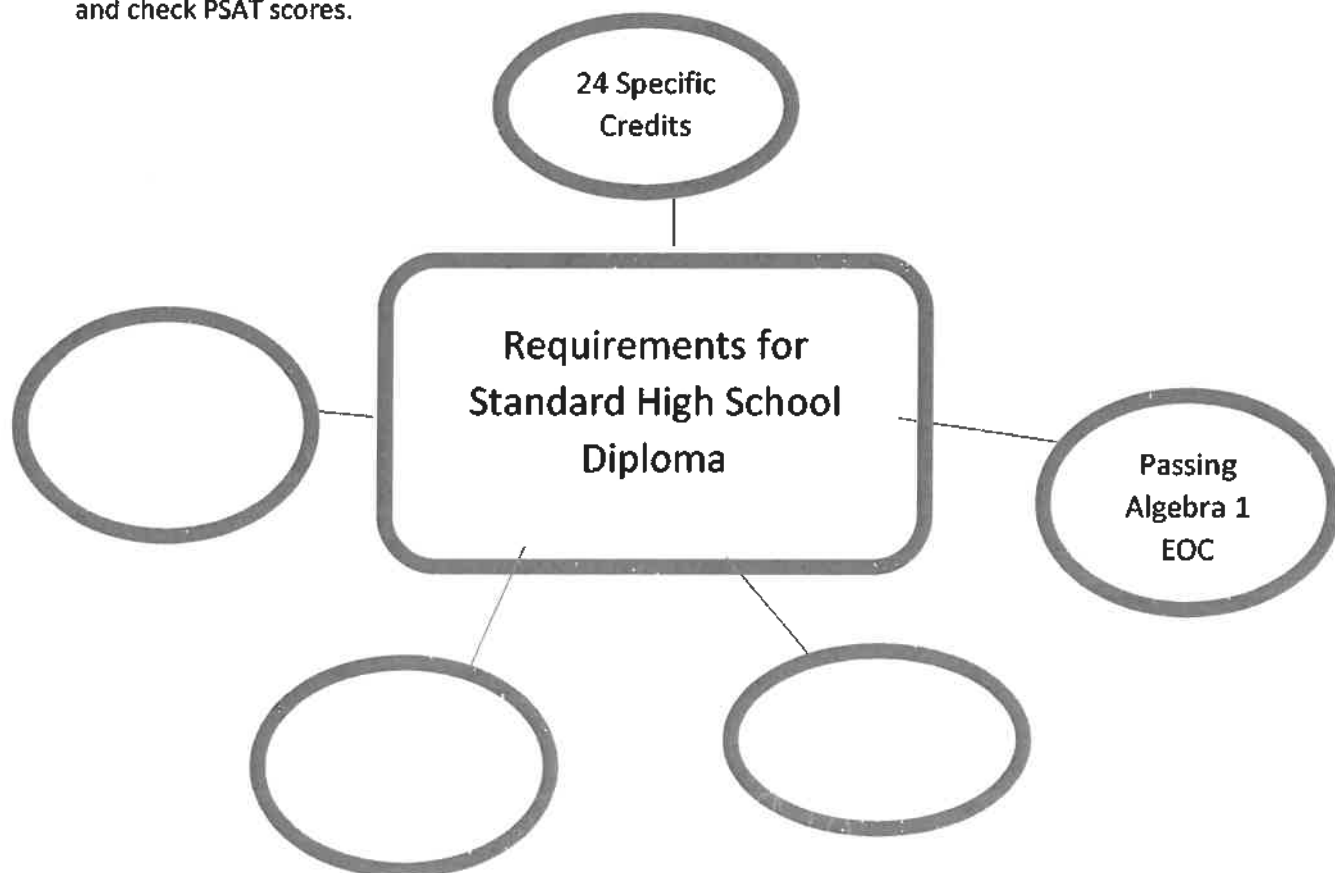 and check PSAT scores.
24 Specific
Credits
Requirements for
Standard High School
Diploma
Passing
Algebra 1
EOC